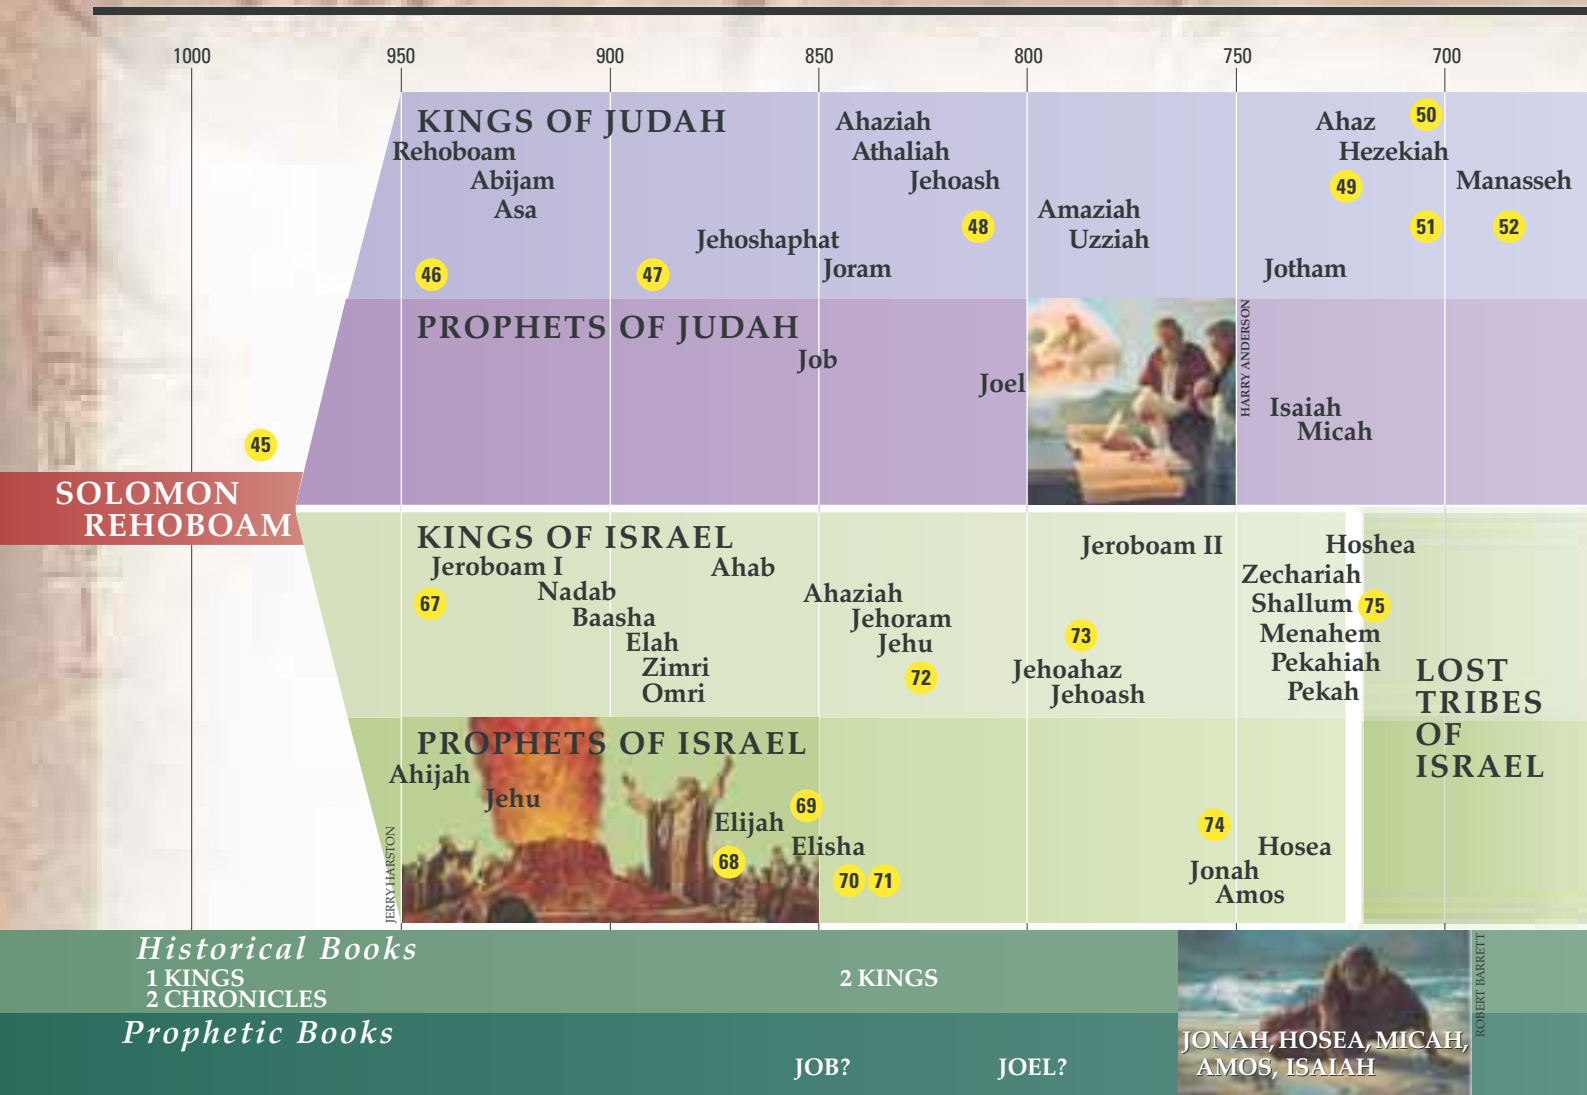 1000 950 900 850 800 750 700
KINGS OF JUDAH
Rehoboam
Abijam
Asa
46
47
Jehoshaphat
Joram
Ahaziah
Athaliah
Jehoash
48
Amaziah
Uzziah
Ahaz
50
Hezekiah
49
Manasseh
51
52
Jotham
PROPHETS OF JUDAH
Job
Joel
HARRY ANDERSON
Isaiah
Micah
45
SOLOMON
REHOBOAM
KINGS OF ISRAEL
Jeroboam I
67
Nadab
Baasha
Elah
Zimri
Omri
Ahab
Ahaziah
Jehoram
Jehu
72
Jeroboam II
73
Jehoahaz
Jehoash
Hoshea
Zechariah
Shallum
75
Menahem
Pekahiah
Pekah
LOST
TRIBES
OF
ISRAEL
PROPHETS OF ISRAEL
Ahijah
Jehu
69
Elijah
68
Elisha
70
71
74
Hosea
Jonah
Amos
JERRY HARSTON
Historical Books
1 KINGS
2 CHRONICLES
2 KINGS
ROBERT BARRETT
Prophetic Books
JOB?
JOEL?
JONAH, HOSEA, MICAH,
AMOS, ISAIAH